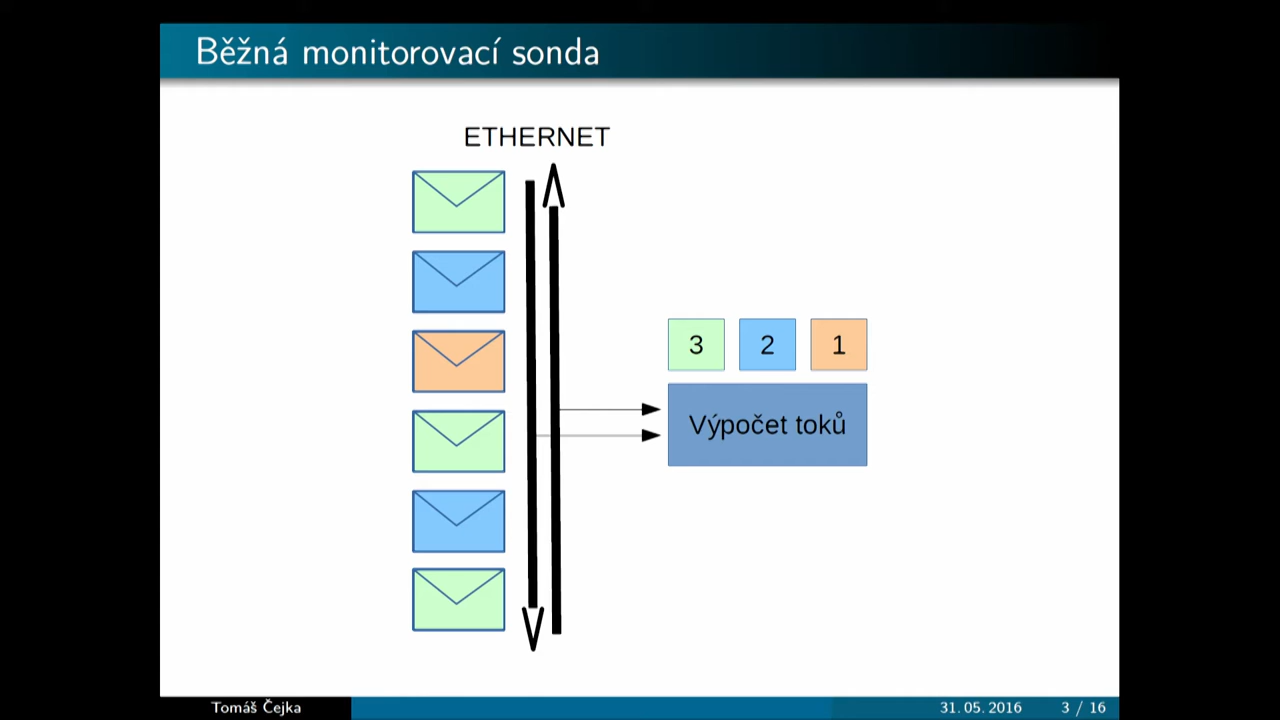 Běžná monitorovací sonda
ETHERNET
3 2 1
Výpočet toků
Tomáš Čejka 31. 05. 2016 3 / 16